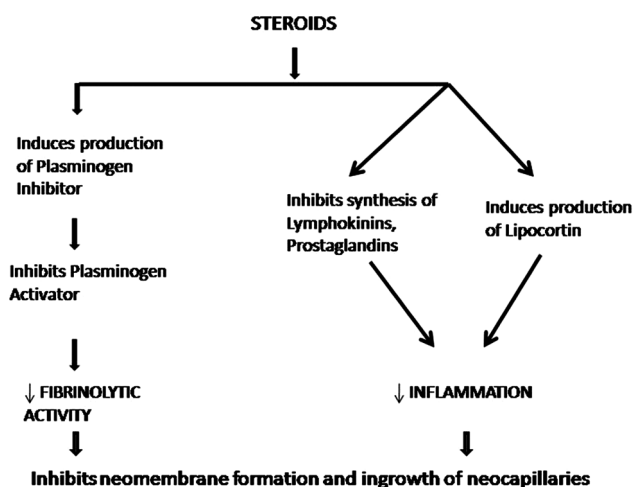 STEROIDS
Induces production
of Plasminogen
Inhibitor
Inhibits Plasminogen
Activator
↓ FIBRINOLYTIC
ACTIVITY
Inhibits synthesis of
Lymphokinins,
Prostaglandins
Induces production
of Lipocortin
↓ INFLAMMATION
Inhibits neomembrane formation and ingrowth of neocapillaries